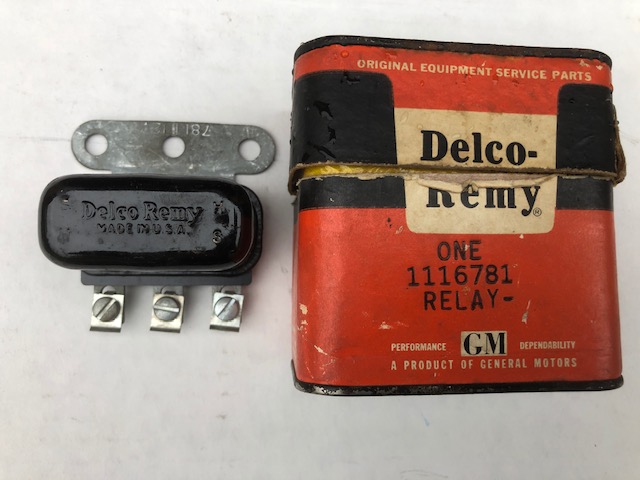 Delco Remy
MADE IN U.S.A.
ORIGINAL EQUIPMENT SERVICE PARTS
Delco-
Remy®
ONE
1116781
RELAY-
PERFORMANCE GM DEPENDABILITY
A PRODUCT OF GENERAL MOTORS